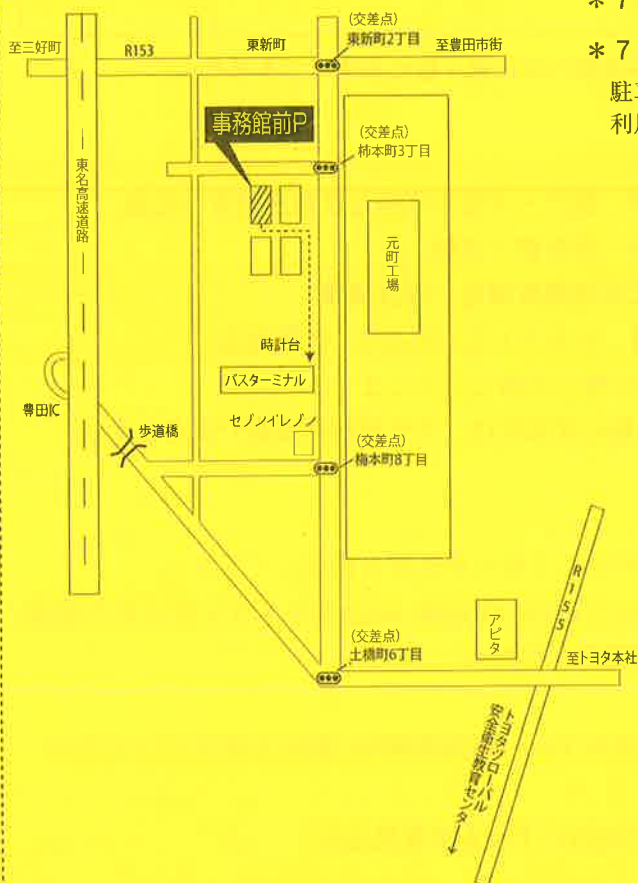 (交差点)
東新町2丁目
至三好町
R153
東新町
至豊田市街
*7
*7
駐
利
事務館前P
(交差点)
柿本町3丁目
東名高速道路
元町工場
時計台
バスターミナル
豊田IC
歩道橋
セゾンイレゾン
(交差点)
梅本町8丁目
R155
アピタ
(交差点)
土橋町6丁目
至トヨタ本社
トヨタグローバル
安全衛生教育センタ